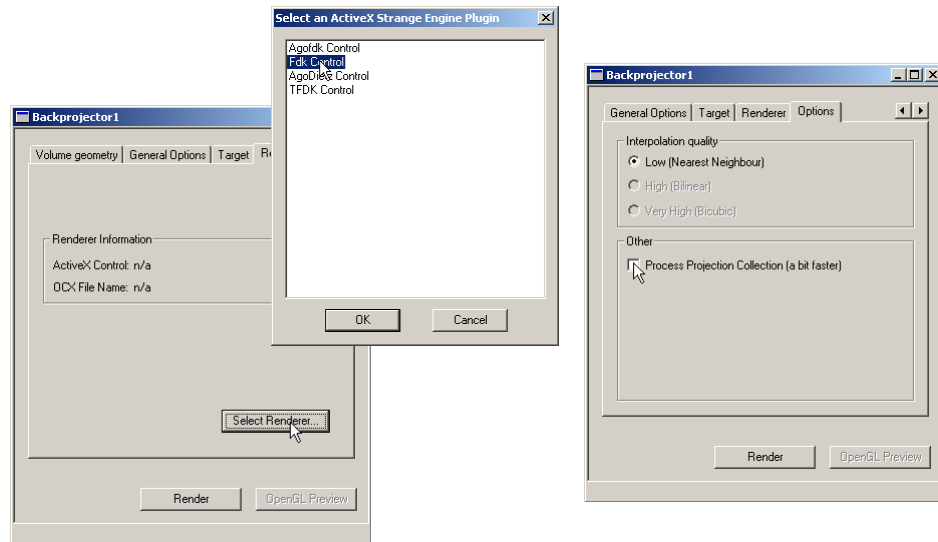 Select an ActiveX Strange Engine Plugin
Agofdk Control
Fdk Control
Control
TFDK Control
OK
Cancel
Backprojector1
Volume geometry
General Options
Target
Renderer Information
ActiveX Control: n/a
OCX File Name: n/a
Select Renderer...
Render
OpenGL Preview
Backprojector1
General Options
Target
Renderer
Options
Interpolation quality
Low (Nearest Neighbour)
High (Bilinear)
Very High (Bicubic)
Other
Process Projection Collection (a bit faster)
Render
OpenGL Preview